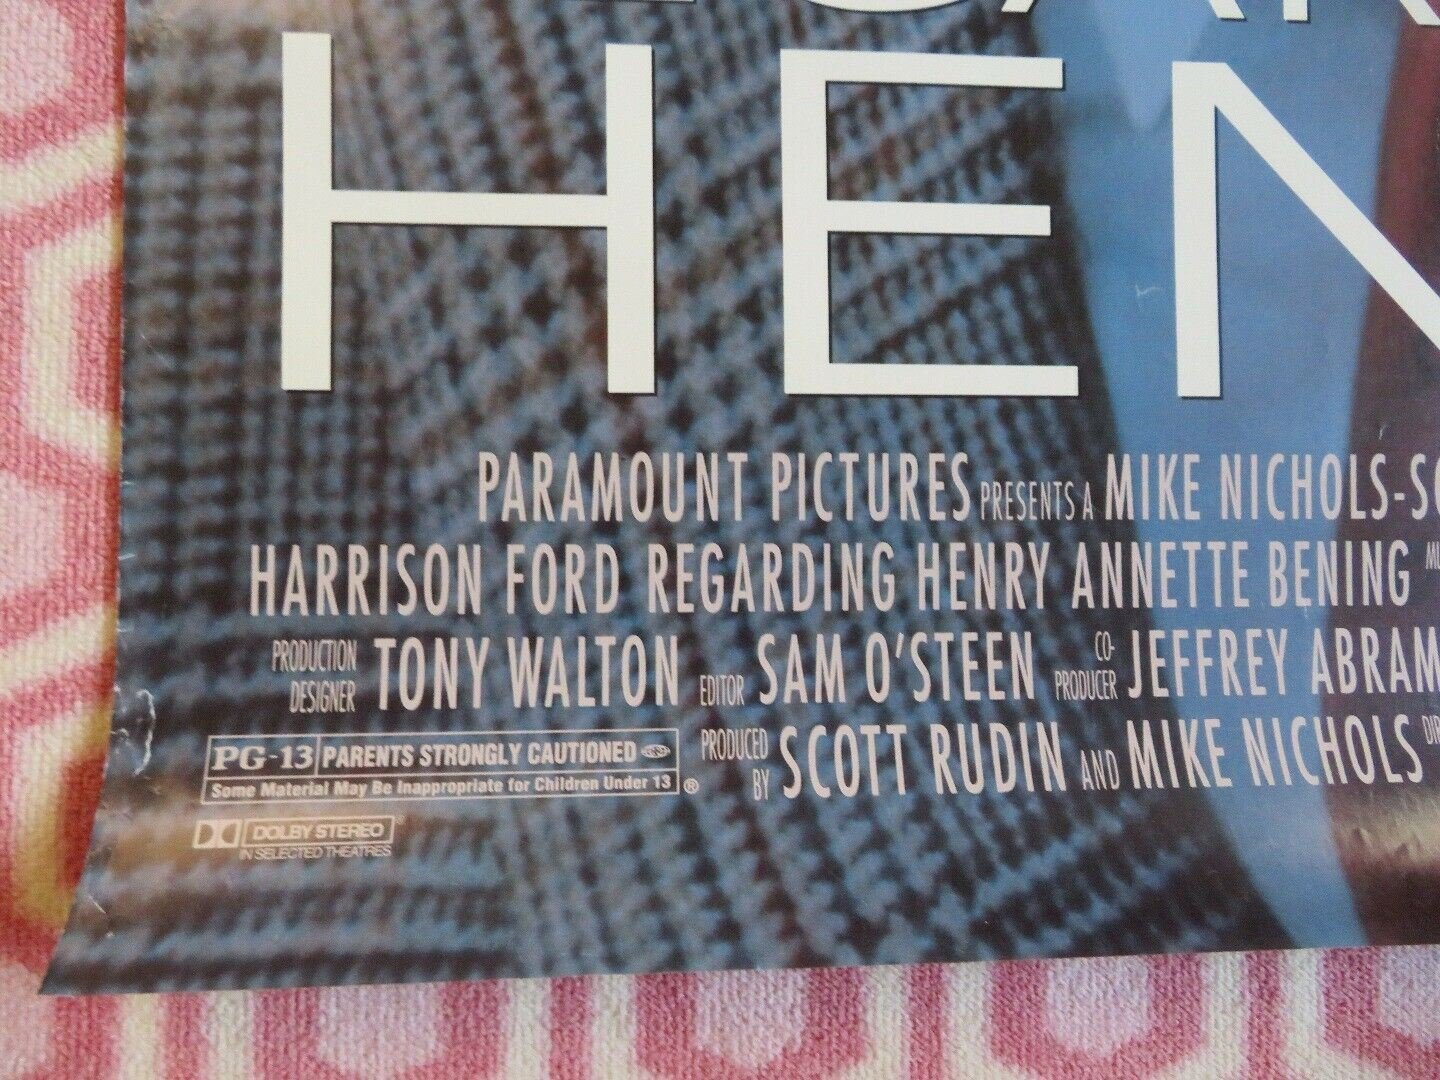 HEN
PARAMOUNT PICTURES PRESENTS A MIKE NICHOLS-SC
HARRISON FORD REGARDING HENRY ANNETTE BENING MU
PRODUCTION DESIGNER TONY WALTON EDITOR SAM O'STEEN CO-PRODUCER JEFFREY ABRAM
PRODUCED BY SCOTT RUDIN AND MIKE NICHOLS DIR
PG-13 PARENTS STRONGLY CAUTIONED
Some Material May Be Inappropriate for Children Under 13 ®
DOLBY STEREO ®
IN SELECTED THEATRES